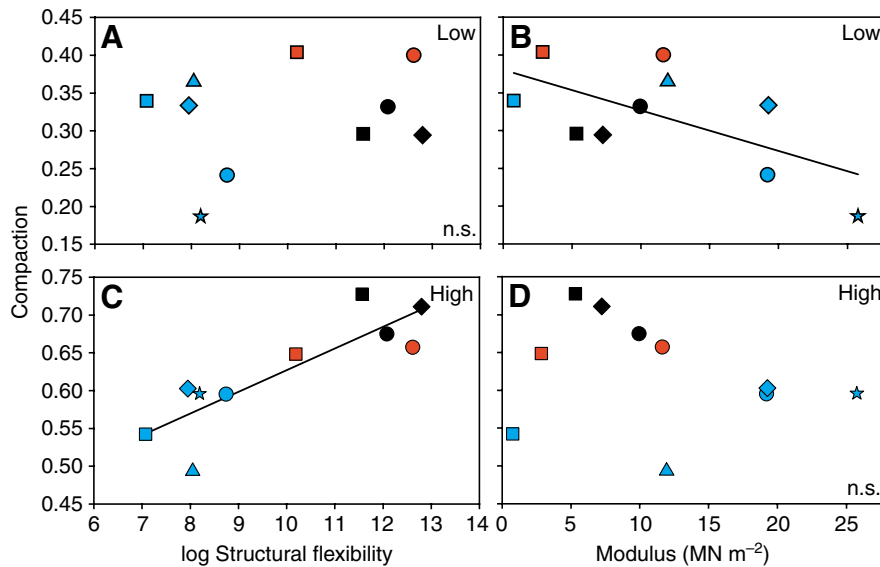 A
Low
B
Low
0.45
0.40
0.35
0.30
0.25
0.20
0.15
n.s.
Compaction
C
High
D
High
0.75
0.70
0.65
0.60
0.55
0.50
0.45
n.s.
6 7 8 9 10 11 12 13 14
0 5 10 15 20 25
log Structural flexibility
Modulus (MN m⁻²)